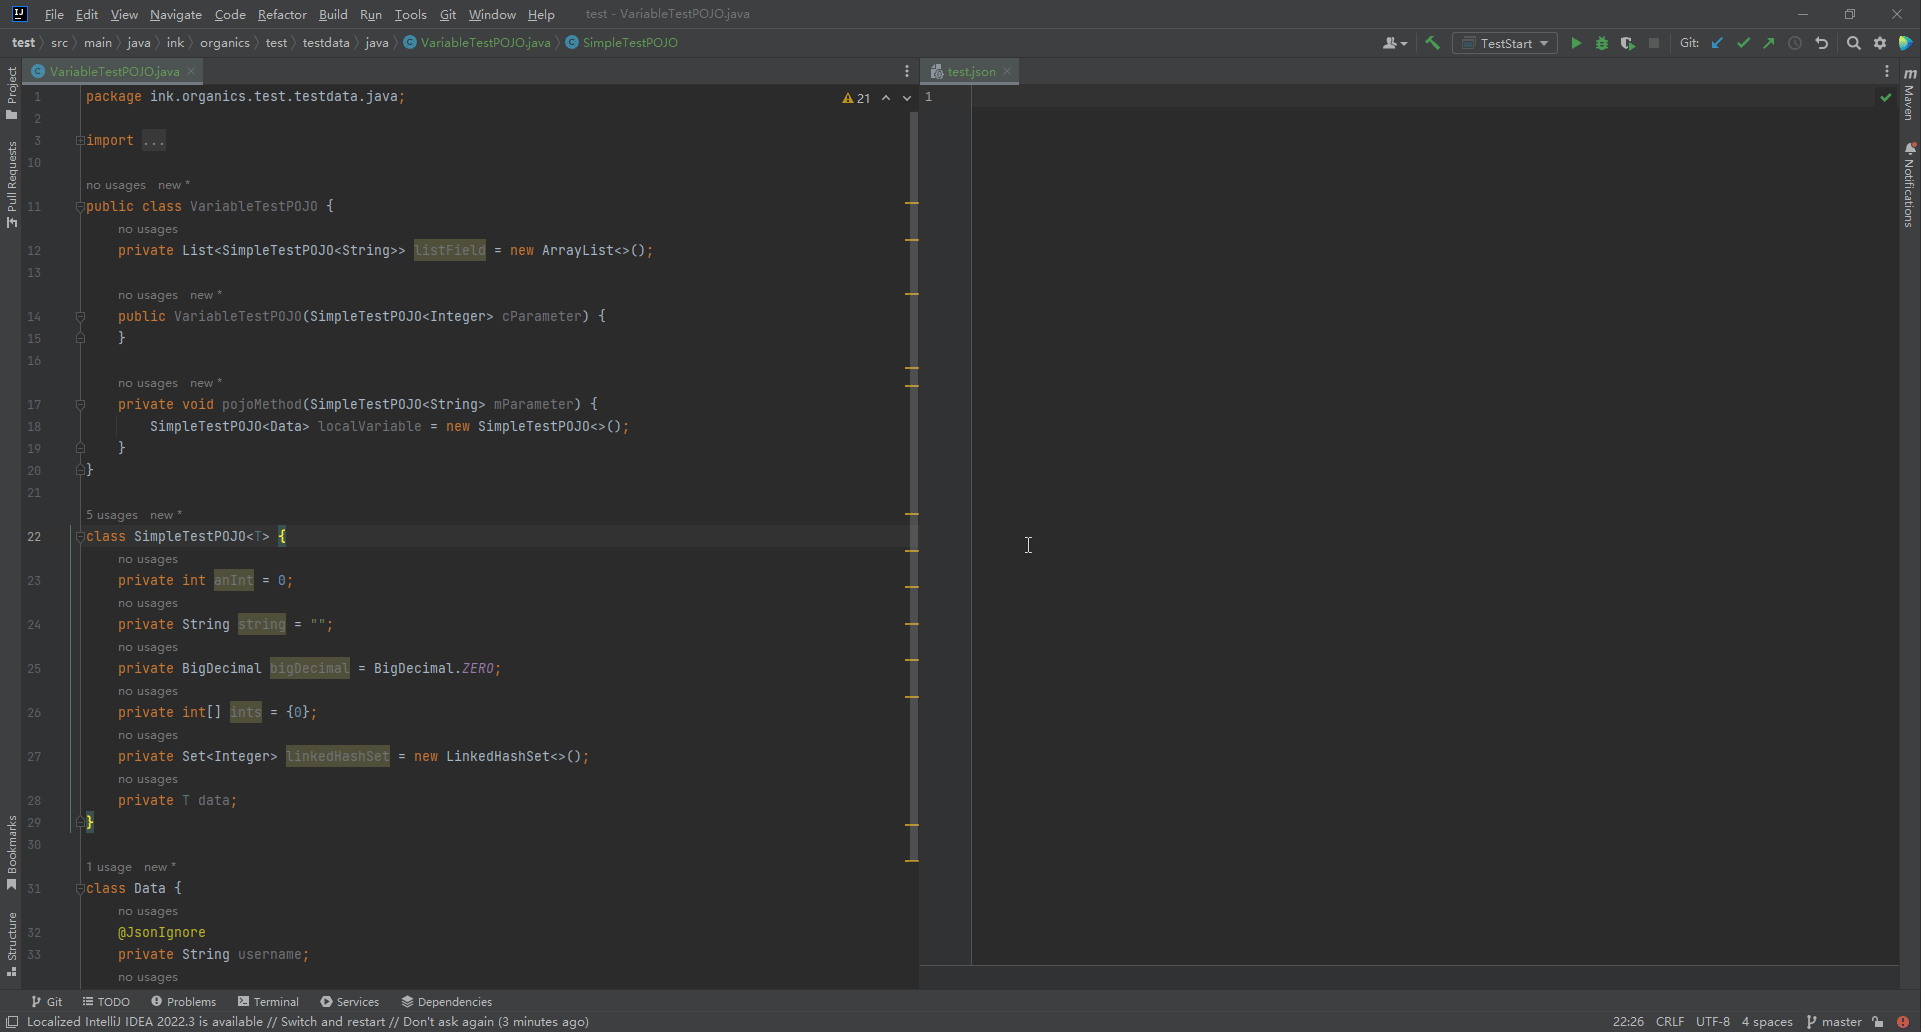 File Edit View Navigate Code Refactor Build Run Tools Git Window Help test - VariableTestPOJO.java
test src main java ink organics test testdata java VariableTestPOJO.java SimpleTestPOJO TestStart Git:
VariableTestPOJO.java test.json
Project
Pull Requests
Bookmarks
Structure
21
1 package ink.organics.test.testdata.java;
2
3 import ...
10
no usages new *
11 public class VariableTestPOJO {
no usages
12 private List<SimpleTestPOJO<String>> listField = new ArrayList<>();
13
no usages new *
14 public VariableTestPOJO(SimpleTestPOJO<Integer> cParameter) {
15 }
16
no usages new *
17 private void pojoMethod(SimpleTestPOJO<String> mParameter) {
18 SimpleTestPOJO<Data> localVariable = new SimpleTestPOJO<>();
19 }
20 }
21
5 usages new *
22 class SimpleTestPOJO<T> {
no usages
23 private int anInt = 0;
no usages
24 private String string = "";
no usages
25 private BigDecimal bigDecimal = BigDecimal.ZERO;
no usages
26 private int[] ints = {0};
no usages
27 private Set<Integer> linkedHashSet = new LinkedHashSet<>();
no usages
28 private T data;
29 }
30
1 usage new *
31 class Data {
no usages
32 @JsonIgnore
33 private String username;
no usages
1
m Maven
Notifications
Git TODO Problems Terminal Services Dependencies
Localized IntelliJ IDEA 2022.3 is available // Switch and restart // Don't ask again (3 minutes ago) 22:26 CRLF UTF-8 4 spaces master